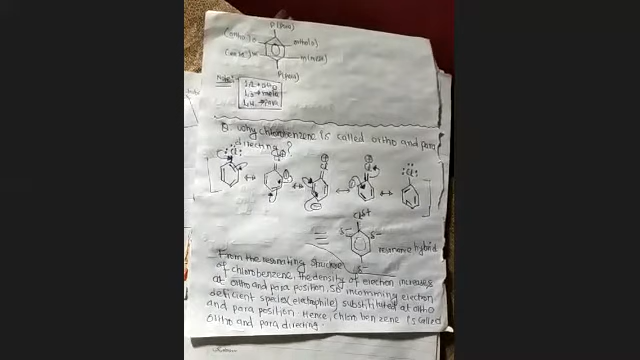 P(Para)
(ortho) o ortho(o)
(meta) m m(meta)
P(para)
Note:
1,2 → ortho
1,3 → meta
1,4 → Para
Q. why chlorobenzene is called ortho and para
directing?
resonance hybrid
From the resonating structure
of chlorobenzene, the density of electron increases
at ortho and para position. So incomming electron
deficient species (electrophile) substituted at ortho
and para position. Hence, chlorobenzene is called
ortho and para directing.